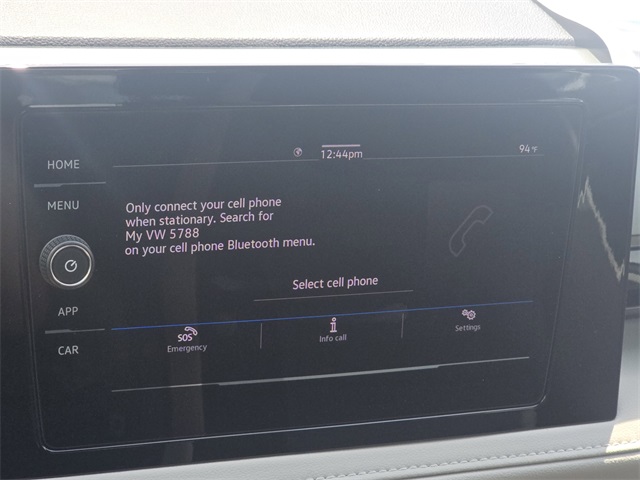 HOME
12:44pm
94°F
MENU
Only connect your cell phone
when stationary. Search for
My VW 5788
on your cell phone Bluetooth menu.
Select cell phone
APP
CAR
SOS
Emergency
Info call
Settings